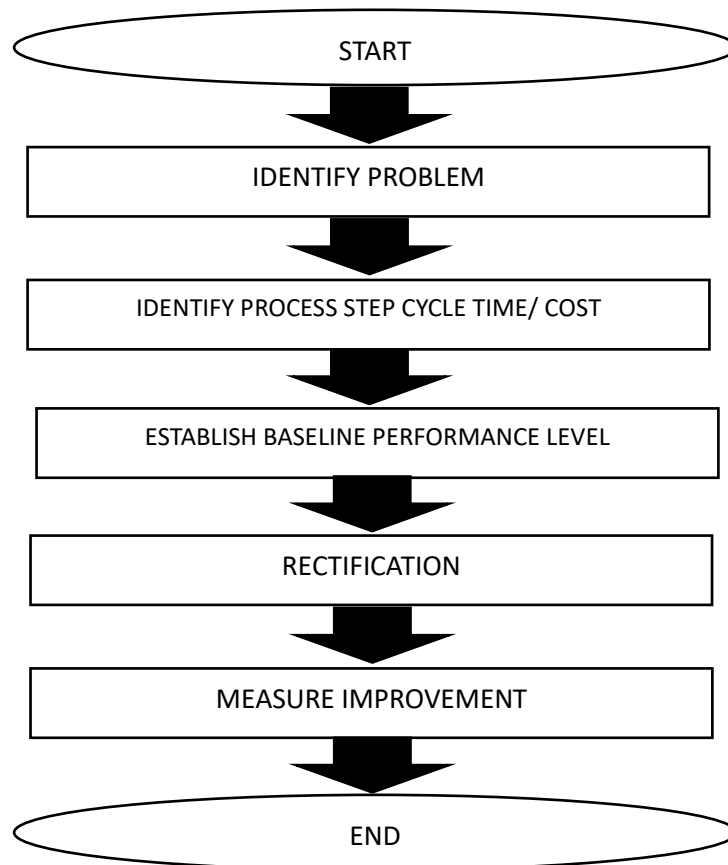 START
IDENTIFY PROBLEM
IDENTIFY PROCESS STEP CYCLE TIME/ COST
ESTABLISH BASELINE PERFORMANCE LEVEL
RECTIFICATION
MEASURE IMPROVEMENT
END